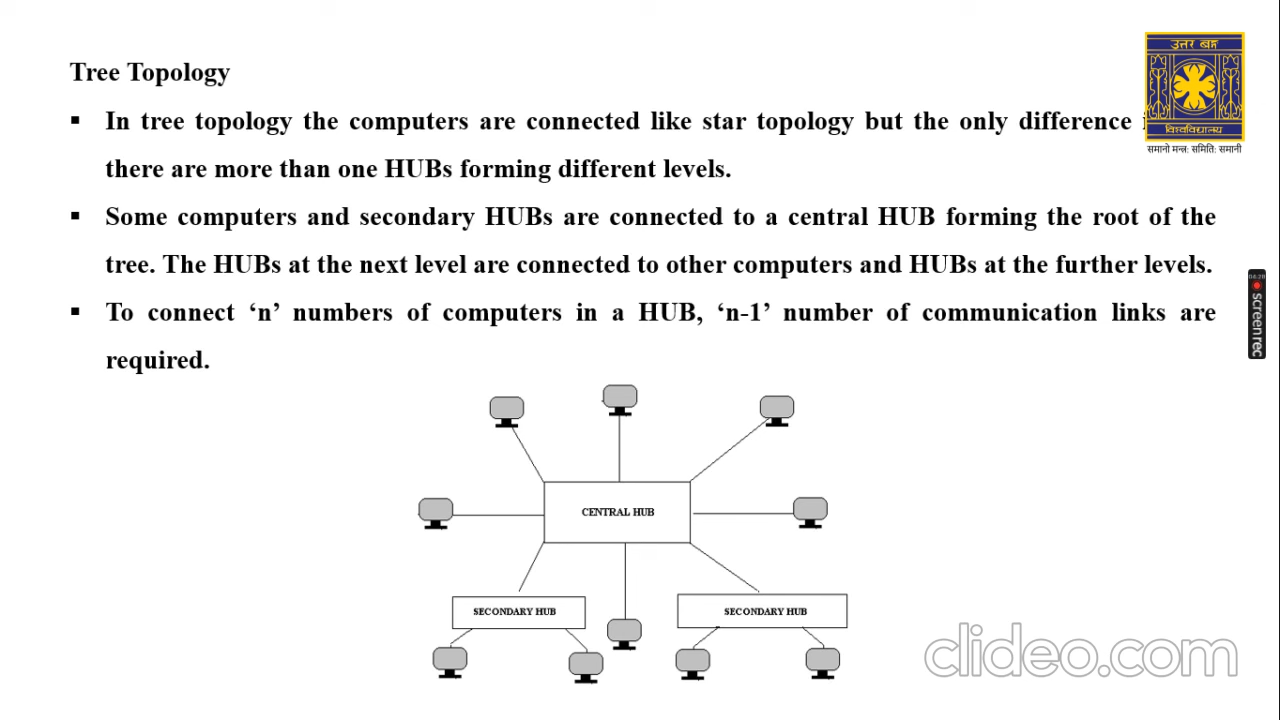 Tree Topology
▪ In tree topology the computers are connected like star topology but the only difference
there are more than one HUBs forming different levels.
▪ Some computers and secondary HUBs are connected to a central HUB forming the root of the
tree. The HUBs at the next level are connected to other computers and HUBs at the further levels.
▪ To connect ‘n’ numbers of computers in a HUB, ‘n-1’ number of communication links are
required.
CENTRAL HUB
SECONDARY HUB
SECONDARY HUB
उत्तर बङ्ग
विश्वविद्यालय
समानो मन्त्र: समिति: समानी
screenrec
clideo.com